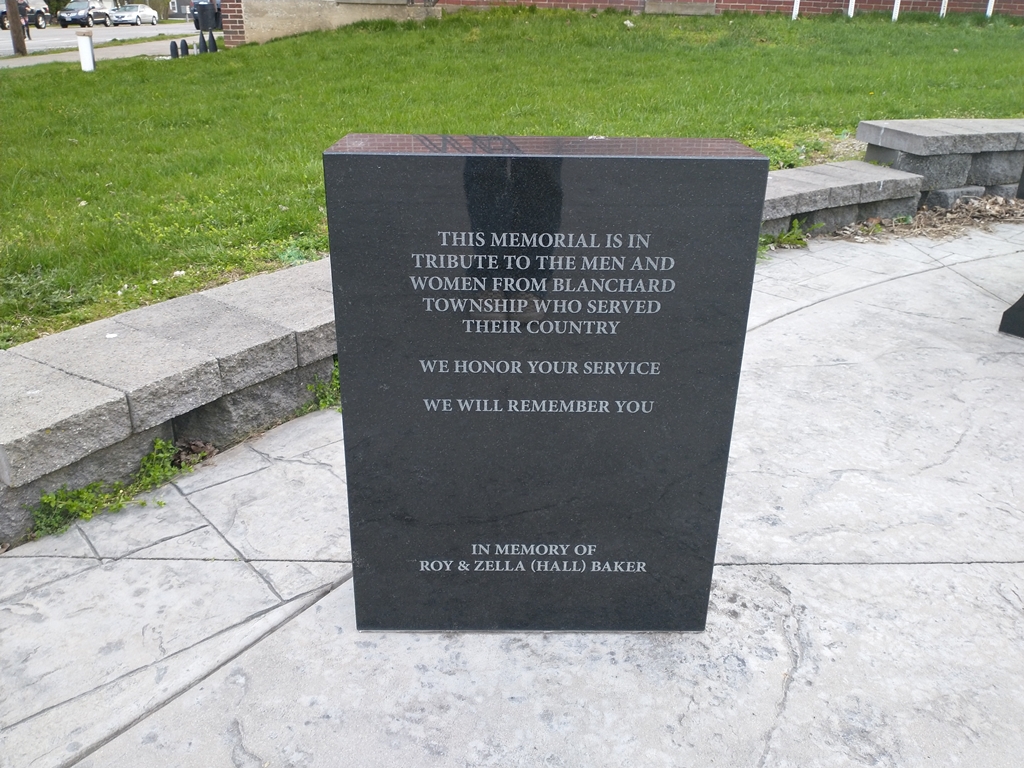 THIS MEMORIAL IS IN
TRIBUTE TO THE MEN AND
WOMEN FROM BLANCHARD
TOWNSHIP WHO SERVED
THEIR COUNTRY
WE HONOR YOUR SERVICE
WE WILL REMEMBER YOU
IN MEMORY OF
ROY & ZELLA (HALL) BAKER